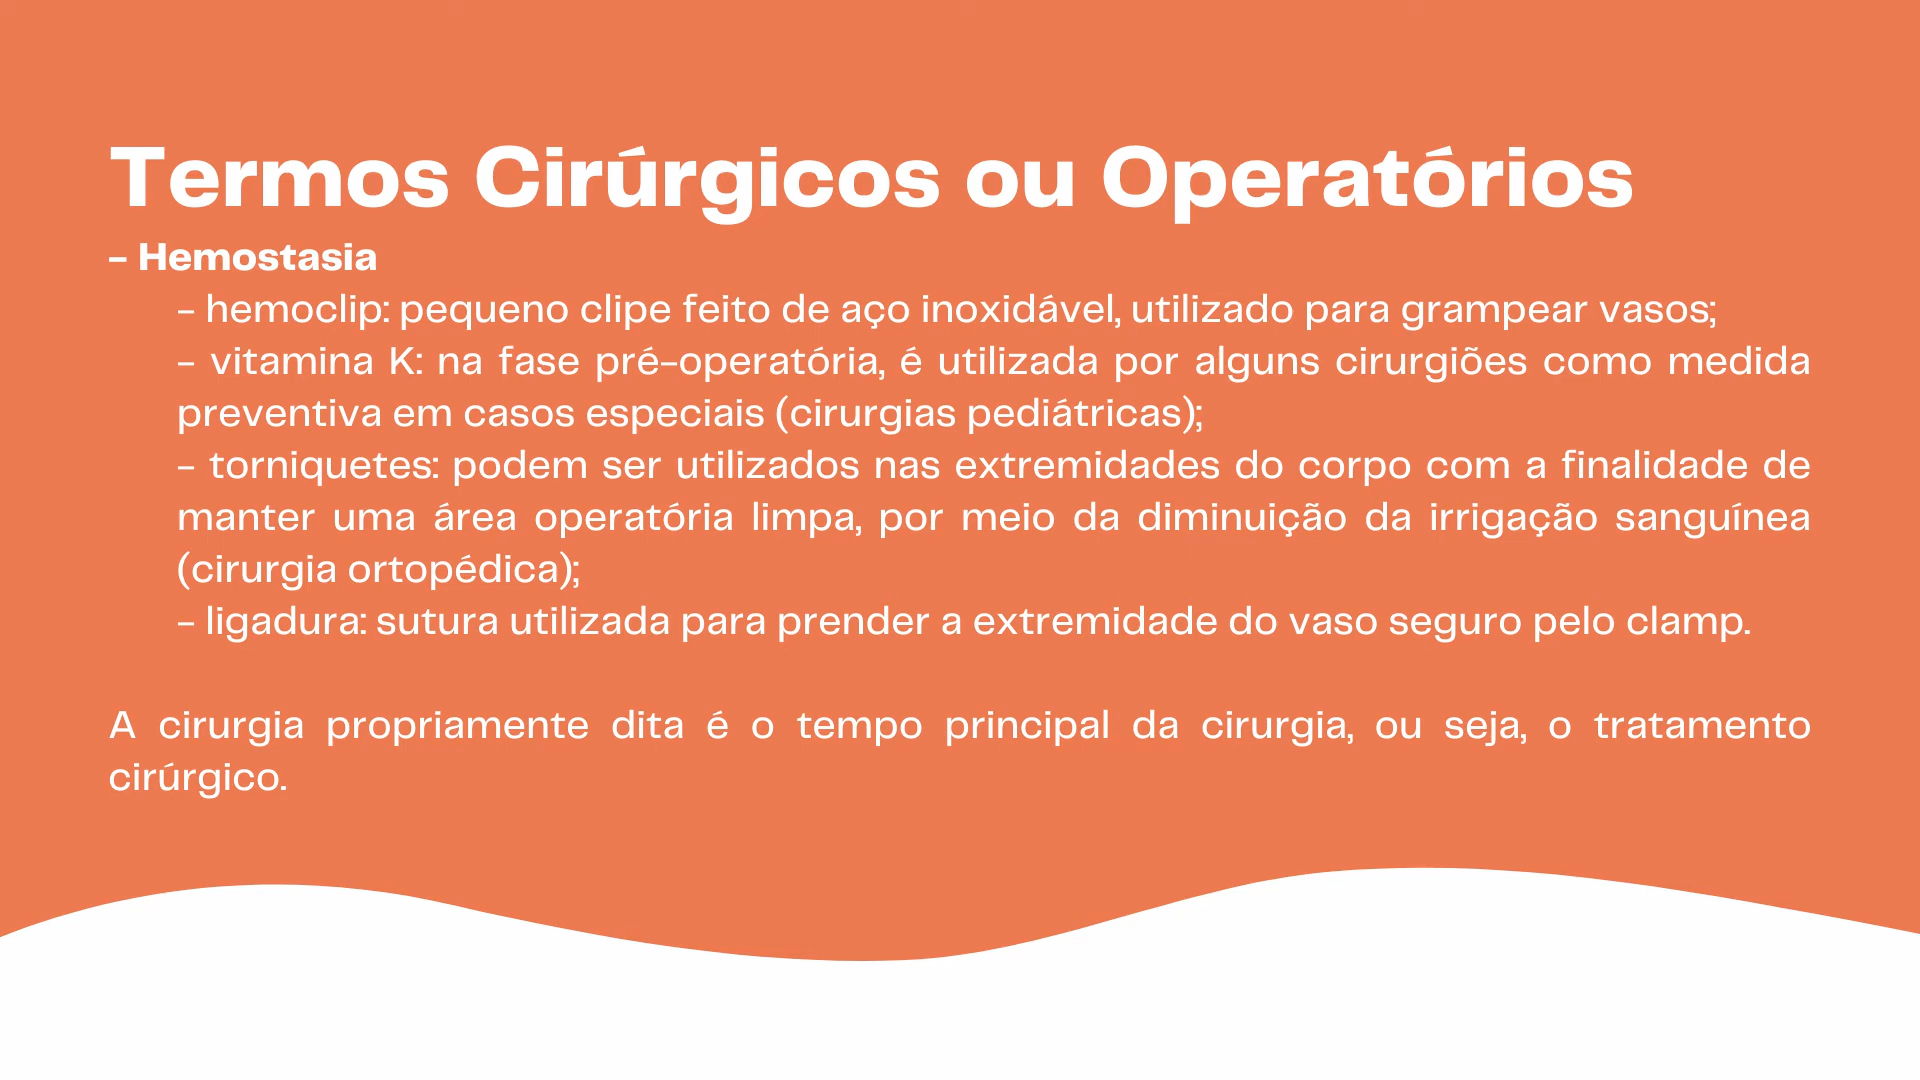 Termos Cirúrgicos ou Operatórios
- Hemostasia
- hemoclip: pequeno clipe feito de aço inoxidável, utilizado para grampear vasos;
- vitamina K: na fase pré-operatória, é utilizada por alguns cirurgiões como medida
preventiva em casos especiais (cirurgias pediátricas);
- torniquetes: podem ser utilizados nas extremidades do corpo com a finalidade de
manter uma área operatória limpa, por meio da diminuição da irrigação sanguínea
(cirurgia ortopédica);
- ligadura: sutura utilizada para prender a extremidade do vaso seguro pelo clamp.
A cirurgia propriamente dita é o tempo principal da cirurgia, ou seja, o tratamento
cirúrgico.